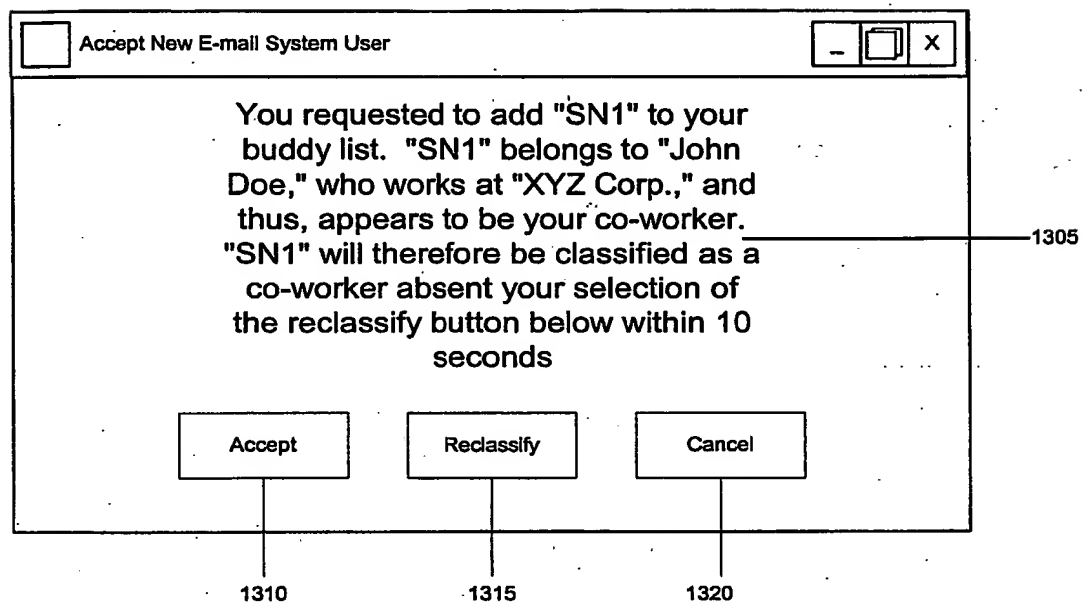 Accept New E-mail System User
_ X
You requested to add "SN1" to your
buddy list. "SN1" belongs to "John
Doe," who works at "XYZ Corp.," and
thus, appears to be your co-worker.
"SN1" will therefore be classified as a
co-worker absent your selection of
the reclassify button below within 10
seconds
1305
Accept Reclassify Cancel
1310 1315 1320